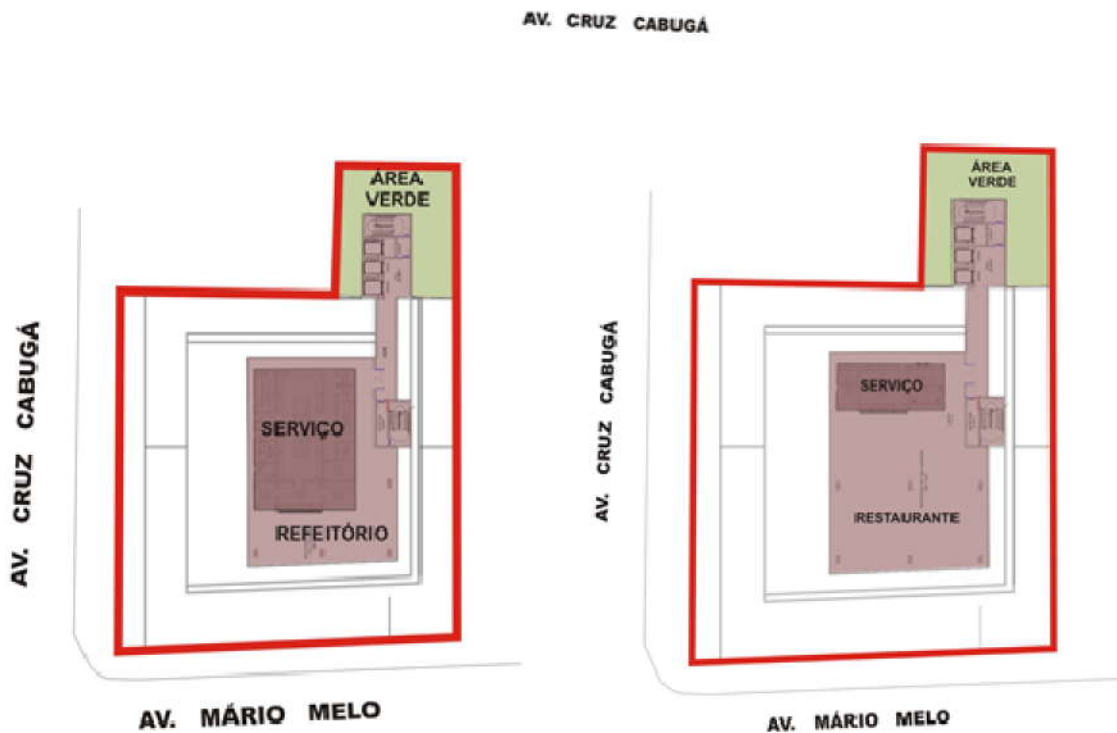 AV. CRUZ CABUGÁ
ÁREA
VERDE
AV. CRUZ CABUGÁ
SERVIÇO
REFEITÓRIO
AV. MÁRIO MELO
ÁREA
VERDE
AV. CRUZ CABUGÁ
SERVIÇO
RESTAURANTE
AV. MÁRIO MELO